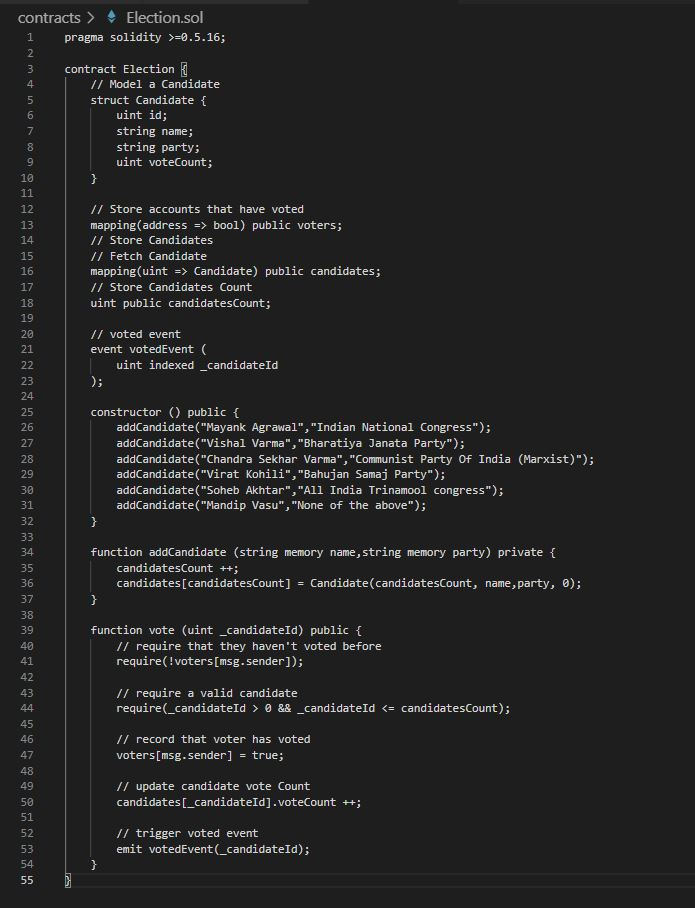 contracts > Election.sol
1 pragma solidity >=0.5.16;
2
3 contract Election {
4 // Model a Candidate
5 struct Candidate {
6 uint id;
7 string name;
8 string party;
9 uint voteCount;
10 }
11
12 // Store accounts that have voted
13 mapping(address => bool) public voters;
14 // Store Candidates
15 // Fetch Candidate
16 mapping(uint => Candidate) public candidates;
17 // Store Candidates Count
18 uint public candidatesCount;
19
20 // voted event
21 event votedEvent (
22 uint indexed _candidateId
23 );
24
25 constructor () public {
26 addCandidate("Mayank Agrawal","Indian National Congress");
27 addCandidate("Vishal Varma","Bharatiya Janata Party");
28 addCandidate("Chandra Sekhar Varma","Communist Party Of India (Marxist)");
29 addCandidate("Virat Kohili","Bahujan Samaj Party");
30 addCandidate("Soheb Akhtar","All India Trinamool congress");
31 addCandidate("Mandip Vasu","None of the above");
32 }
33
34 function addCandidate (string memory name,string memory party) private {
35 candidatesCount ++;
36 candidates[candidatesCount] = Candidate(candidatesCount, name,party, 0);
37 }
38
39 function vote (uint _candidateId) public {
40 // require that they haven't voted before
41 require(!voters[msg.sender]);
42
43 // require a valid candidate
44 require(_candidateId > 0 && _candidateId <= candidatesCount);
45
46 // record that voter has voted
47 voters[msg.sender] = true;
48
49 // update candidate vote Count
50 candidates[_candidateId].voteCount ++;
51
52 // trigger voted event
53 emit votedEvent(_candidateId);
54 }
55 }